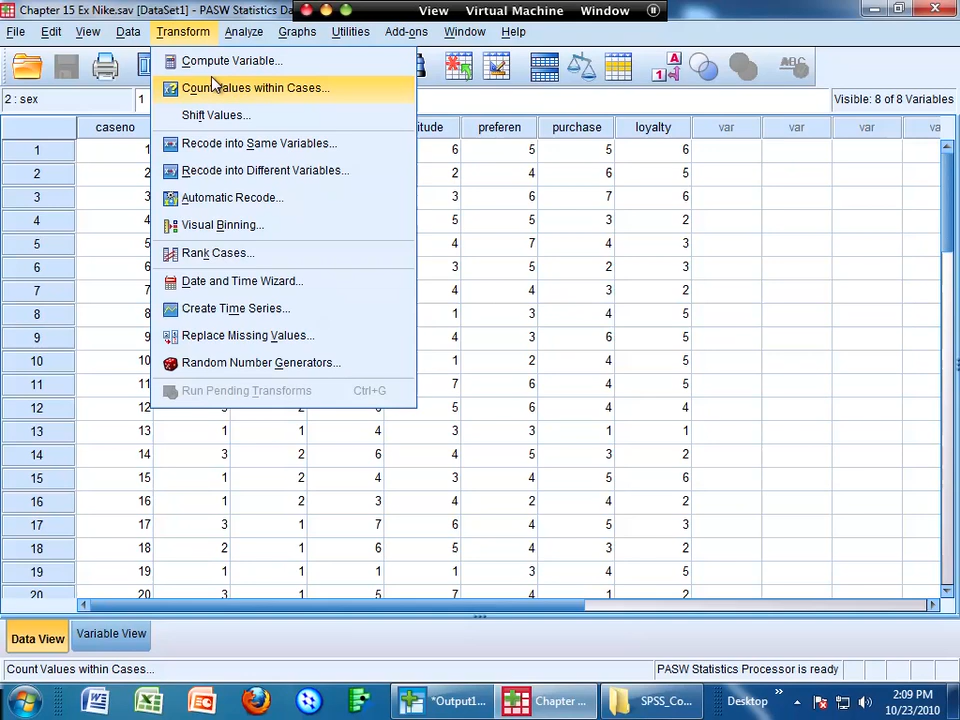 Chapter 15 Ex Nike.sav [DataSet1] - PASW Statistics Da
View Virtual Machine Window
File Edit View Data Transform Analyze Graphs Utilities Add-ons Window Help
Compute Variable...
Count Values within Cases...
Shift Values...
Recode into Same Variables...
Recode into Different Variables...
Automatic Recode...
Visual Binning...
Rank Cases...
Date and Time Wizard...
Create Time Series...
Replace Missing Values...
Random Number Generators...
Run Pending Transforms Ctrl+G
2 : sex 1 Visible: 8 of 8 Variables
caseno itude preferen purchase loyalty var var var va
1 1 6 5 5 6
2 2 2 4 6 5
3 3 3 6 7 6
4 4 5 5 3 2
5 5 4 7 4 3
6 6 3 5 2 3
7 7 4 4 3 2
8 8 1 3 4 5
9 9 4 3 6 5
10 10 1 2 4 5
11 11 7 6 4 5
12 12 5 6 4 4
13 13 1 1 4 3 3 1 1
14 14 3 2 6 4 5 3 2
15 15 1 2 4 3 4 5 6
16 16 1 2 3 4 2 4 2
17 17 3 1 7 6 4 5 3
18 18 2 1 6 5 4 3 2
19 19 1 1 1 1 3 4 5
20 20 3 1 5 7 4 1 2
Data View Variable View
Count Values within Cases... PASW Statistics Processor is ready
*Output1... Chapter ... SPSS_Co... Desktop » 2:09 PM
10/23/2010